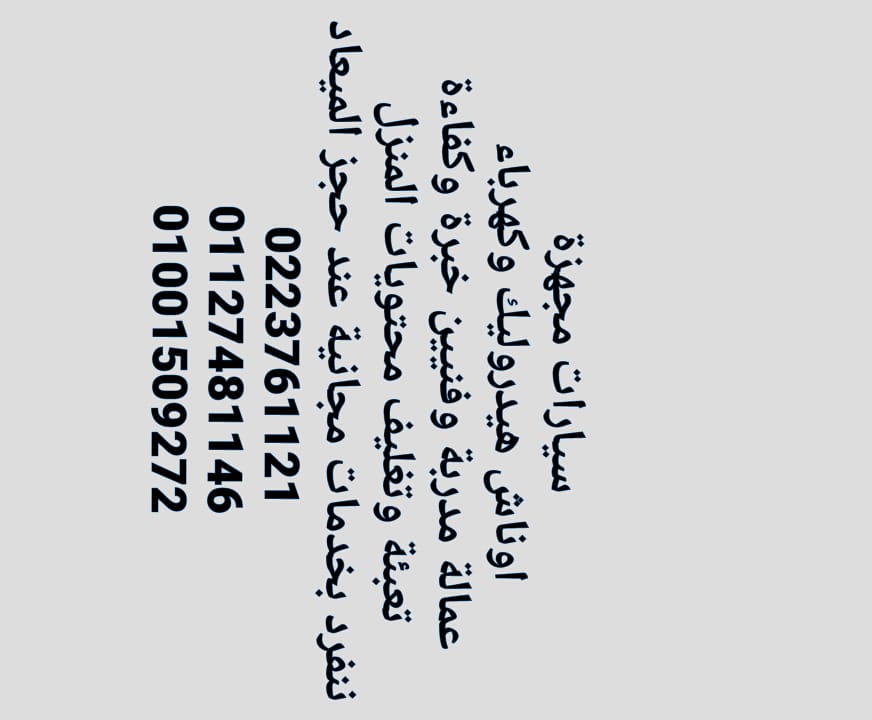 سيارات مجهزة
اوناش هيدروليك وكهرباء
عمالة مدربة وفنيين خبرة وكفاءة
تعبئة وتغليف محتويات المنزل
ننفرد بخدمات مجانية عند حجز الميعاد
0223761121
01127481146
01001509272